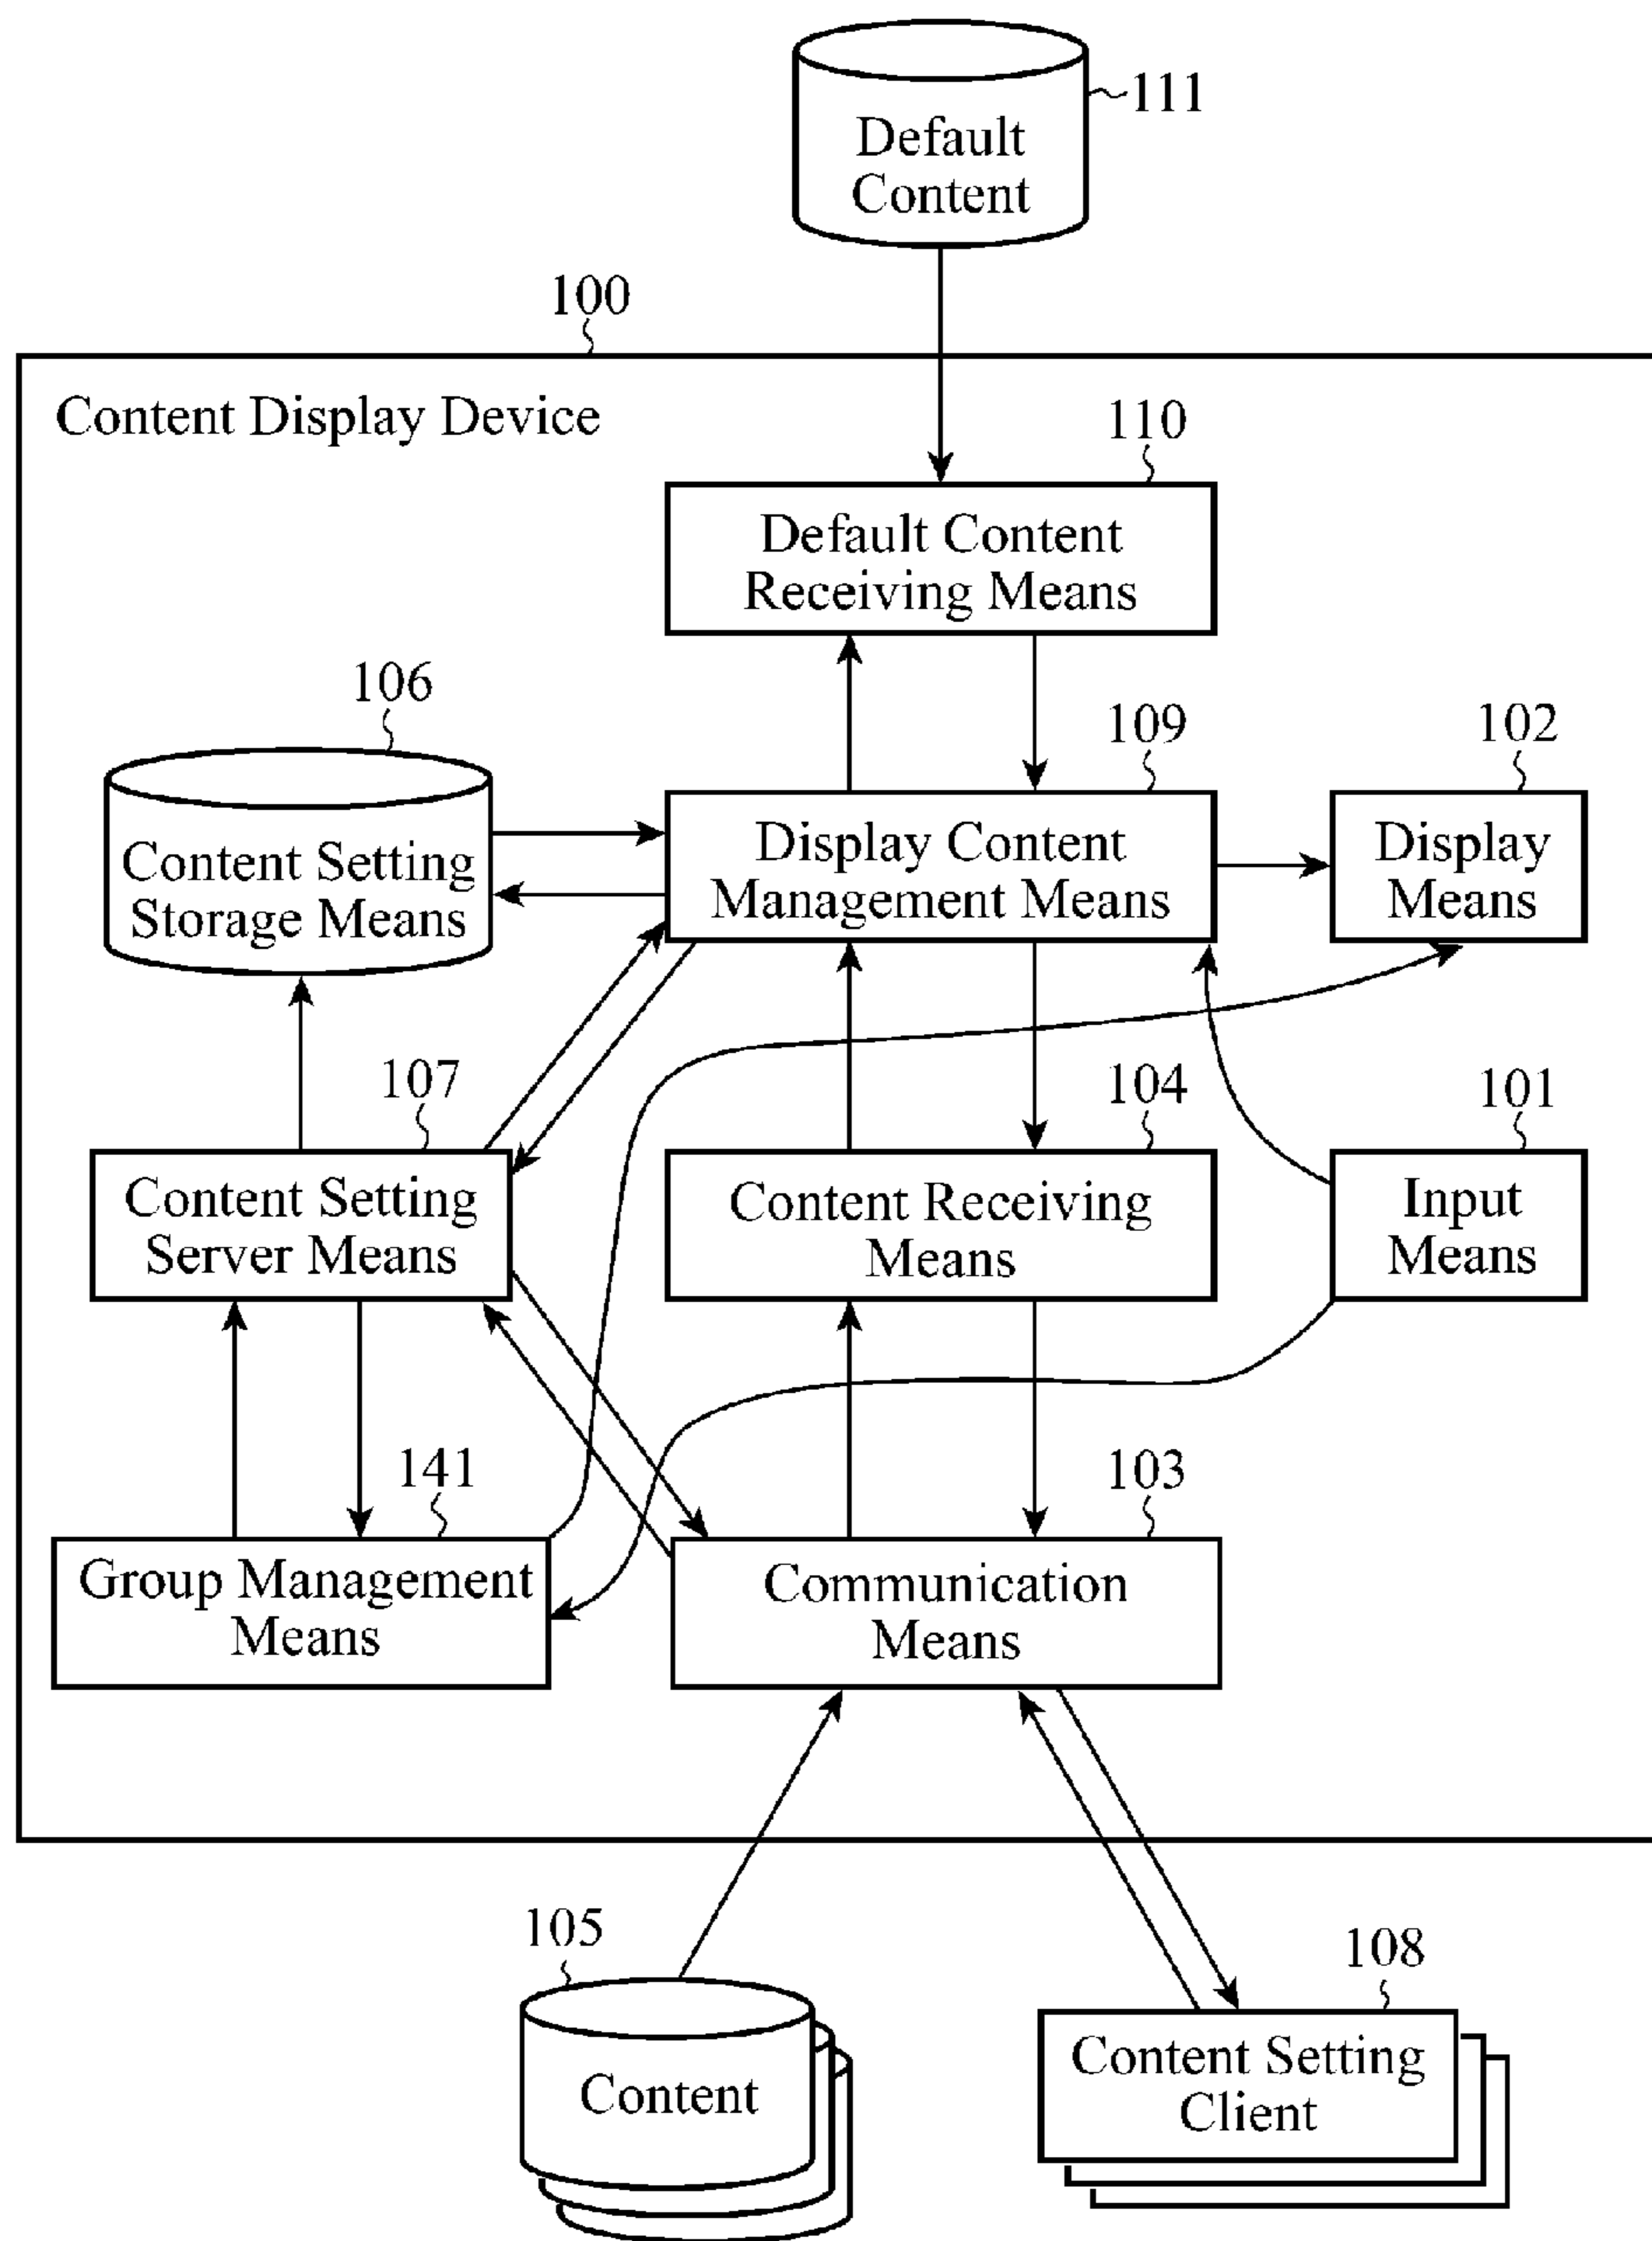 111
Default
Content
100
Content Display Device
110
Default Content
Receiving Means
106
109
102
Content Setting
Storage Means
Display Content
Management Means
Display
Means
107
104
101
Content Setting
Server Means
Content Receiving
Means
Input
Means
141
103
Group Management
Means
Communication
Means
105
108
Content
Content Setting
Client